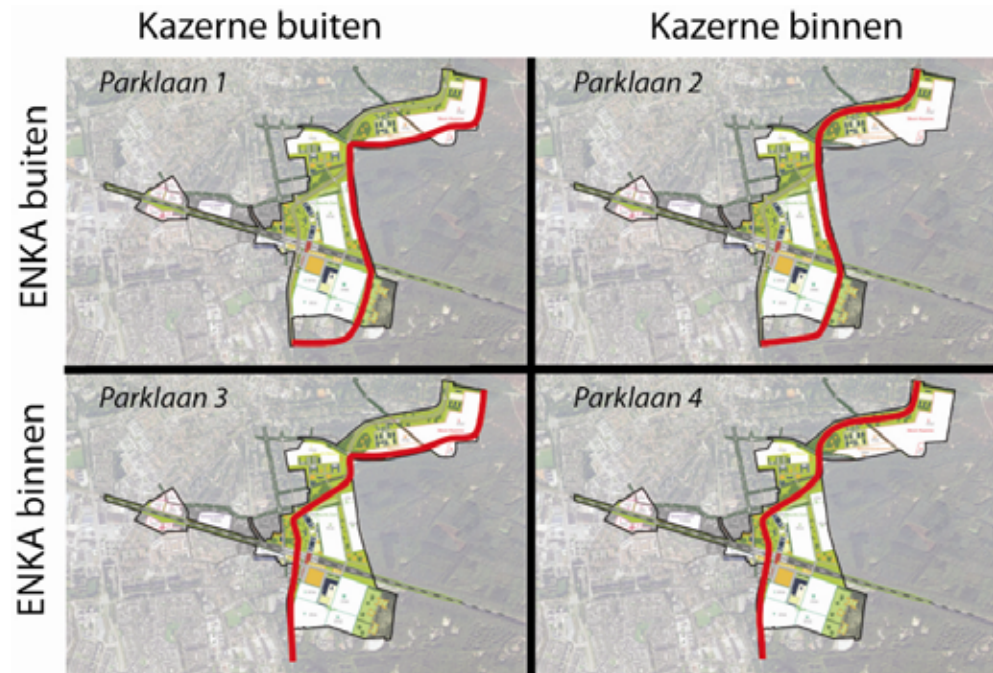 Kazerne buiten
Kazerne binnen
ENKA buiten
Parklaan 1
Parklaan 2
ENKA binnen
Parklaan 3
Parklaan 4